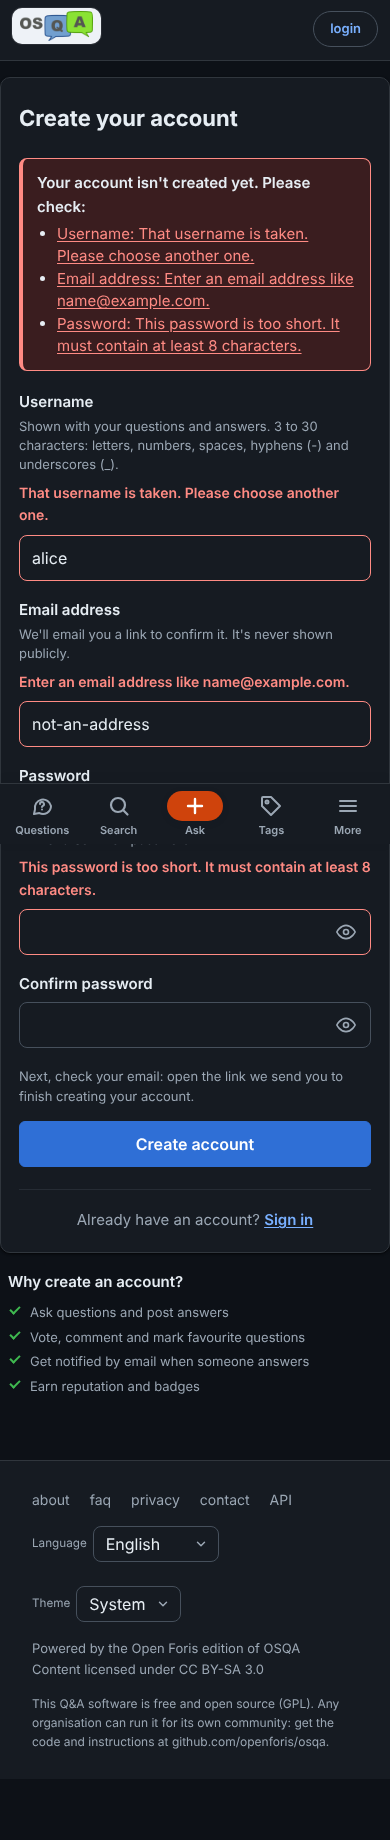 OSQA
login
Create your account
Your account isn't created yet. Please
check:
Username: That username is taken.
Please choose another one.
Email address: Enter an email address like
name@example.com.
Password: This password is too short. It
must contain at least 8 characters.
Username
Shown with your questions and answers. 3 to 30
characters: letters, numbers, spaces, hyphens (-) and
underscores (_).
That username is taken. Please choose another
one.
alice
Email address
We'll email you a link to confirm it. It's never shown
publicly.
Enter an email address like name@example.com.
not-an-address
Password
Questions
Search
Ask
Tags
More
This password is too short. It must contain at least 8
characters.
Confirm password
Next, check your email: open the link we send you to
finish creating your account.
Create account
Already have an account? Sign in
Why create an account?
Ask questions and post answers
Vote, comment and mark favourite questions
Get notified by email when someone answers
Earn reputation and badges
about faq privacy contact API
Language English
Theme System
Powered by the Open Foris edition of OSQA
Content licensed under CC BY-SA 3.0
This Q&A software is free and open source (GPL). Any
organisation can run it for its own community: get the
code and instructions at github.com/openforis/osqa.